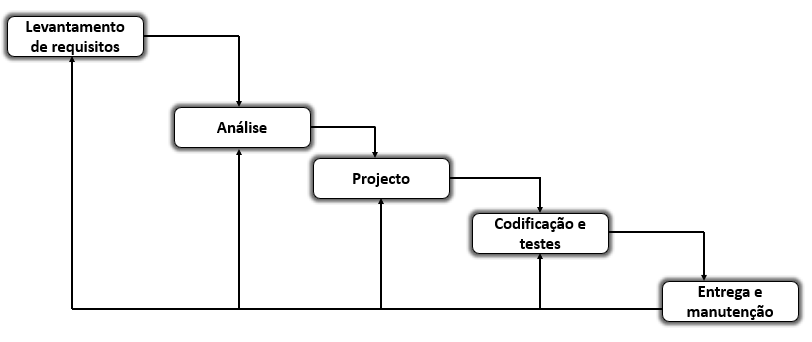 Levantamento
de requisitos
Análise
Projecto
Codificação e
testes
Entrega e
manutenção